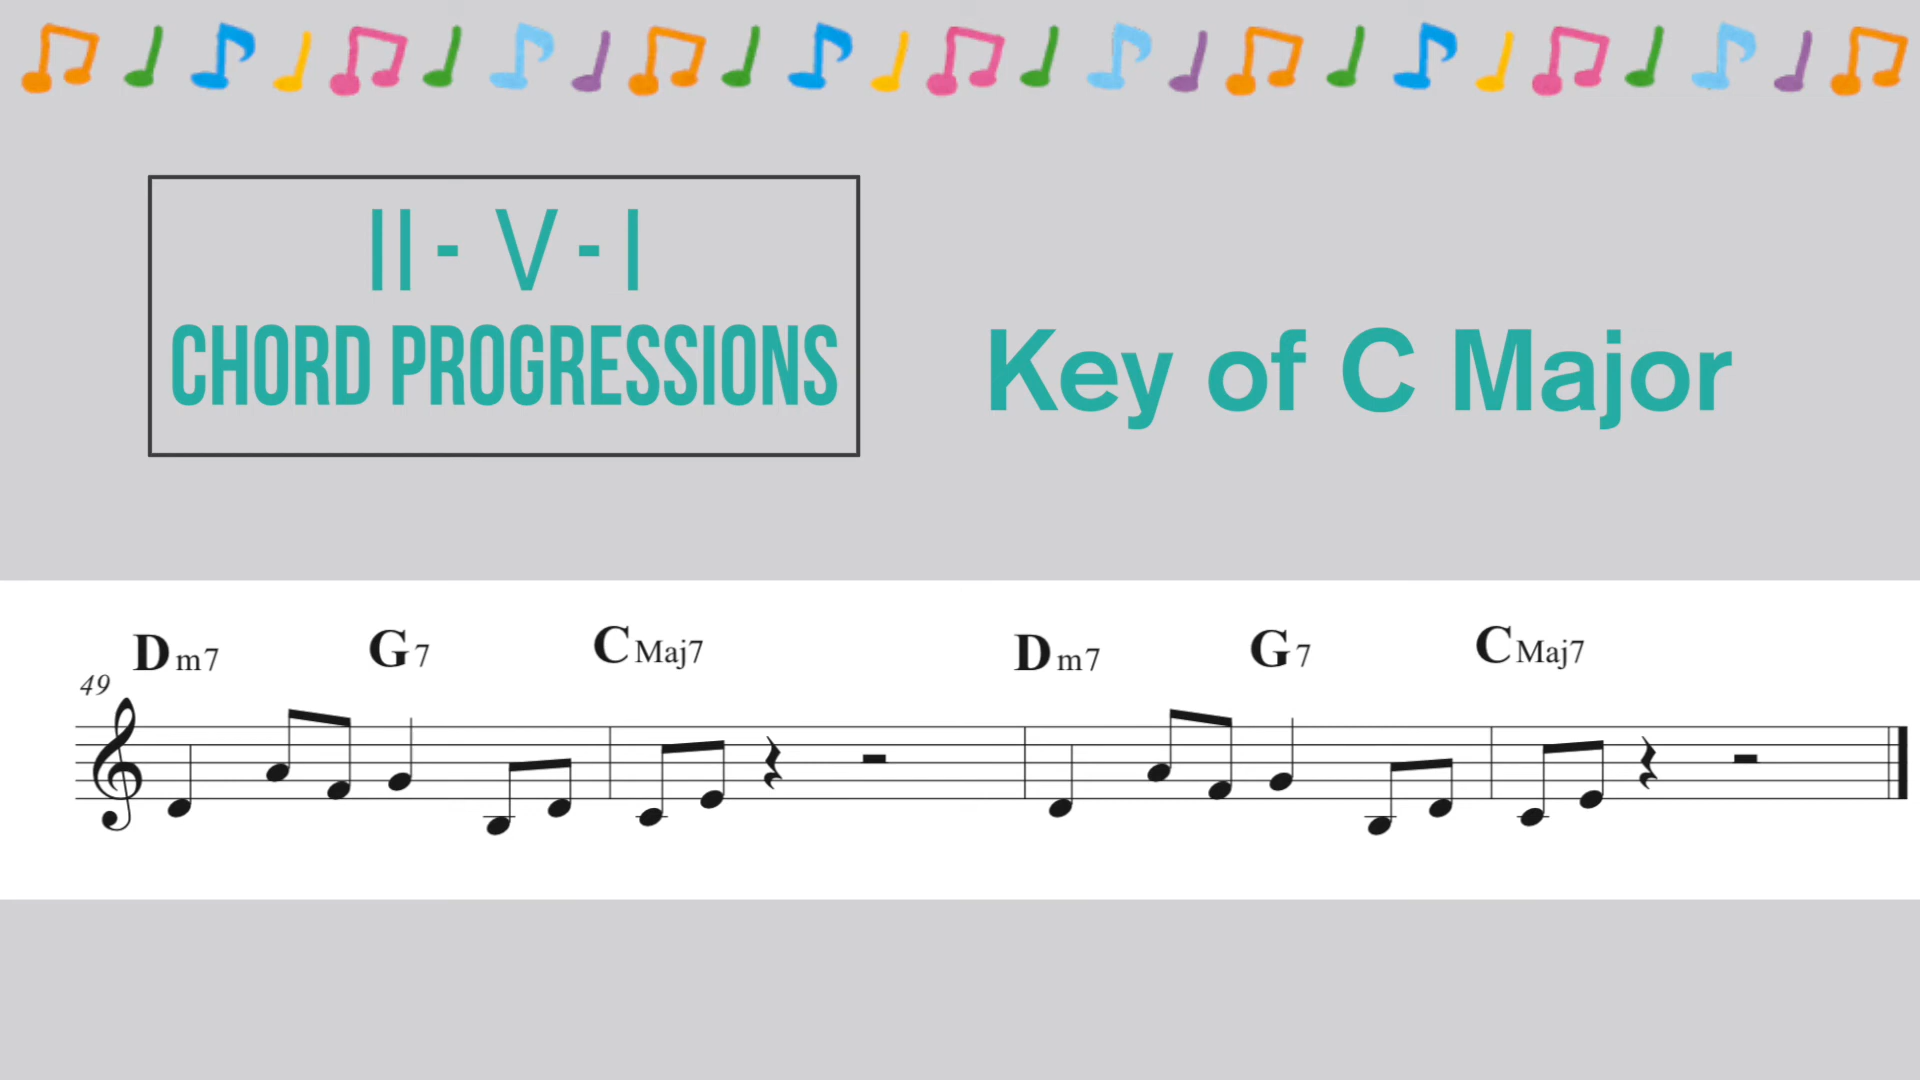 II - V - I
CHORD PROGRESSIONS
Key of C Major
Dm7 G7 CMaj7 Dm7 G7 CMaj7
49